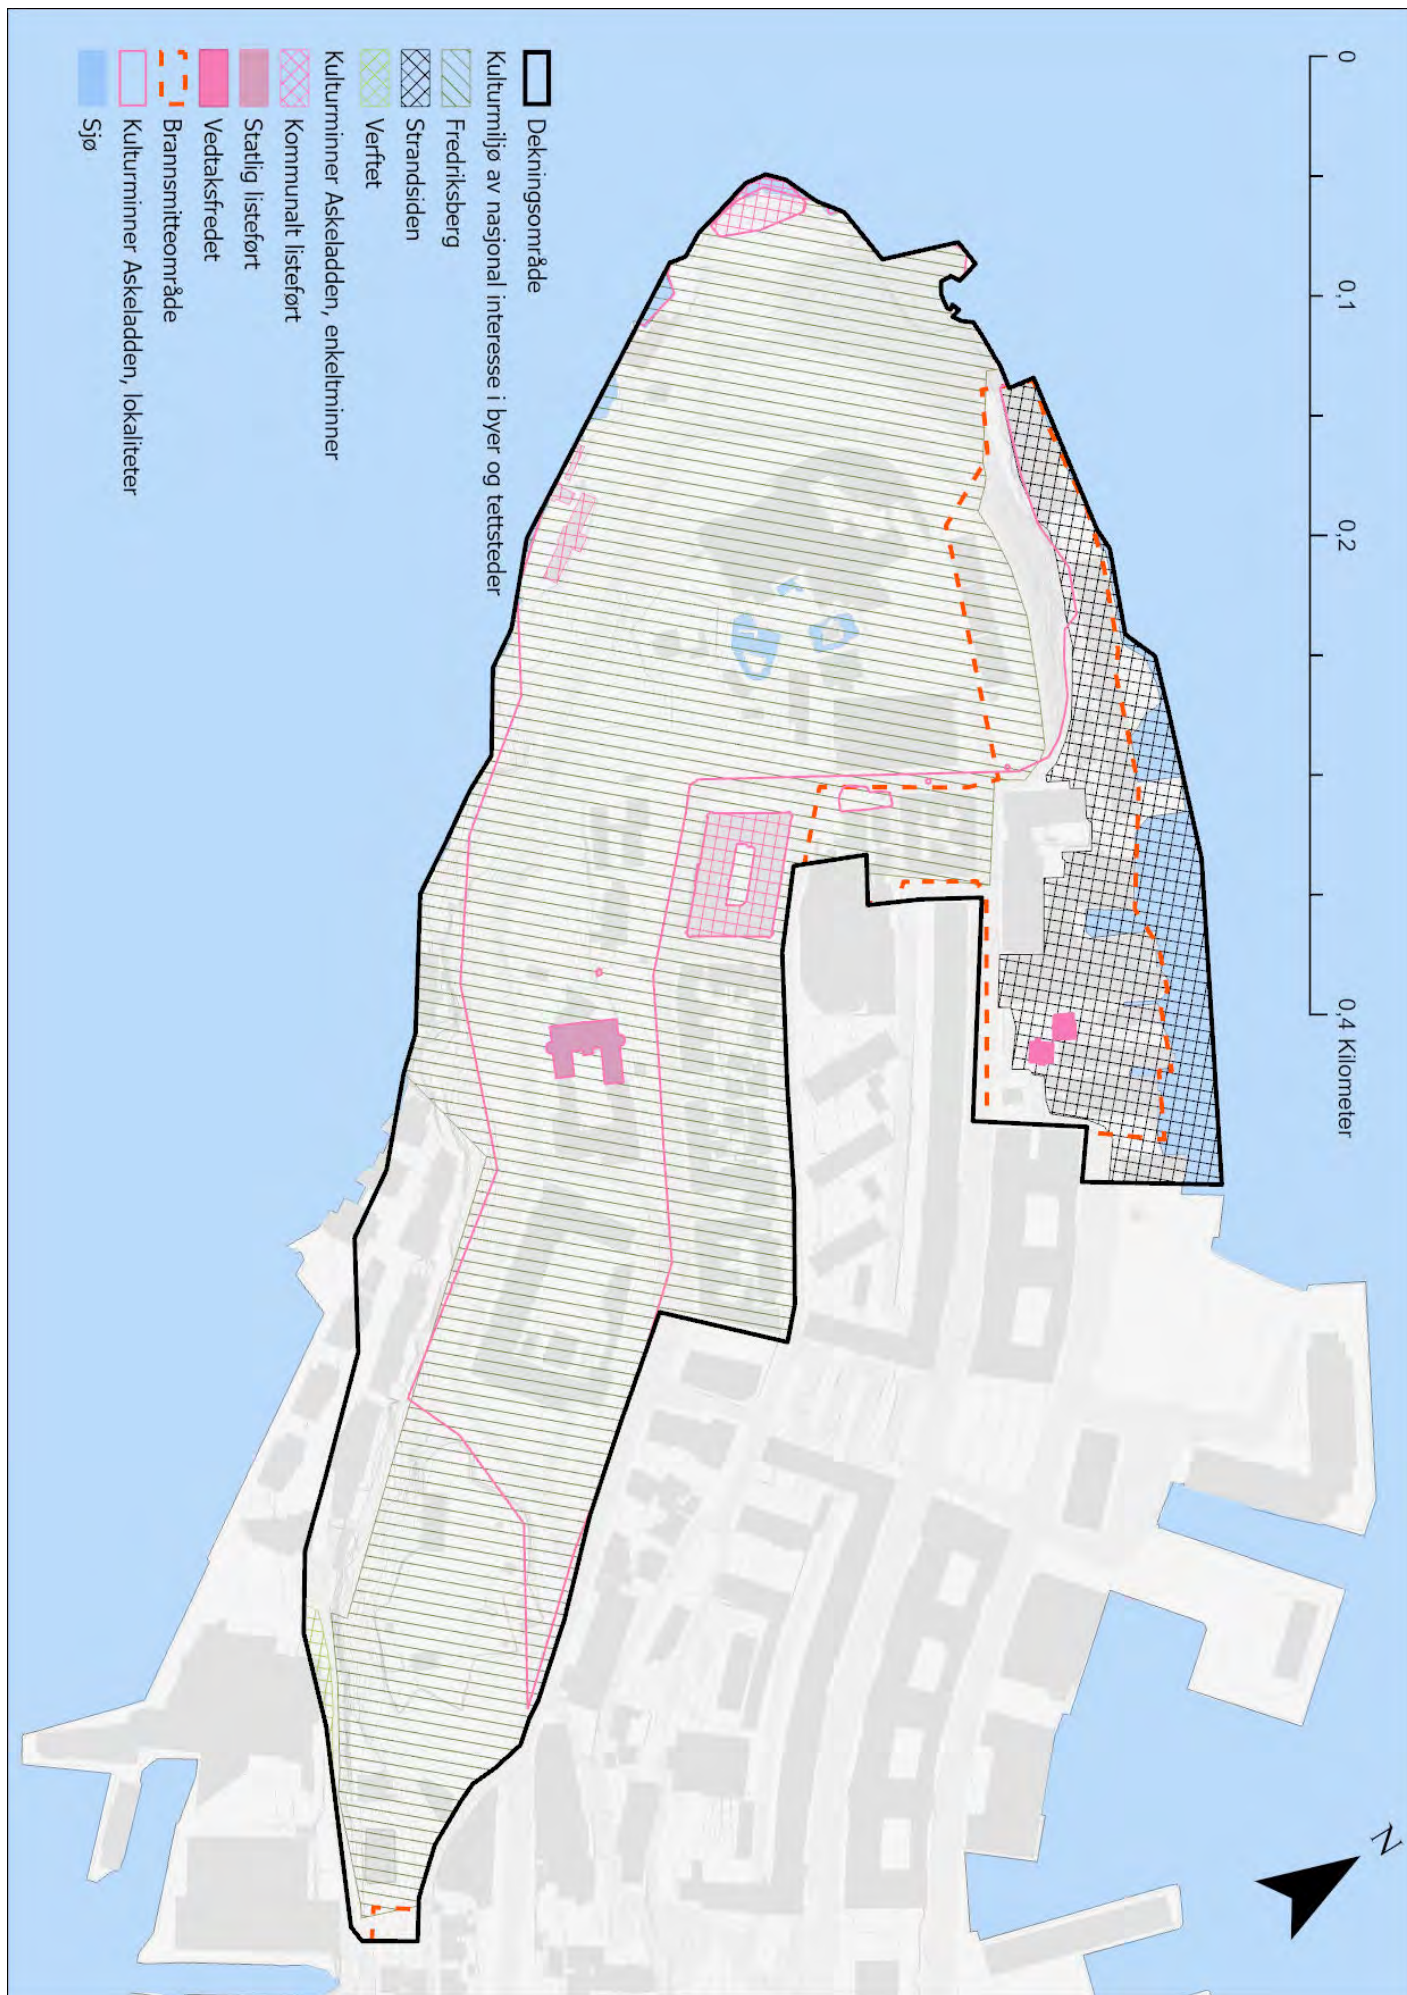 0
0,1
0,2
0,4 Kilometer
Dekningsområde
Kulturmiljø av nasjonal interesse i byer og tettsteder
Fredriksberg
Strandsiden
Verftet
Kulturminner Askeladden, enkeltminner
Kommunalt listeført
Statlig listeført
Vedtaksfredet
Brannsmitteområde
Kulturminner Askeladden, lokaliteter
Sjø
N